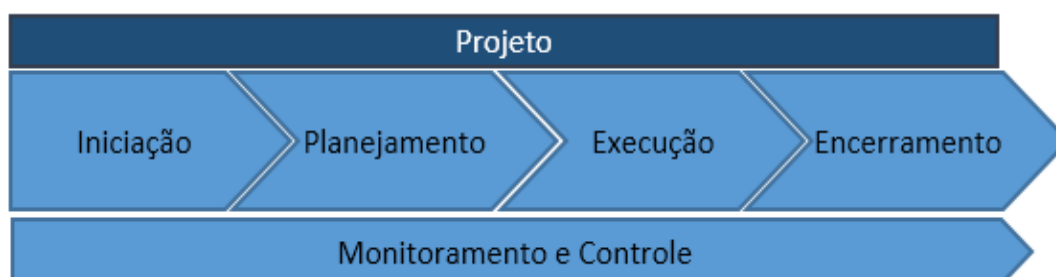 Projeto
Iniciação
Planejamento
Execução
Encerramento
Monitoramento e Controle